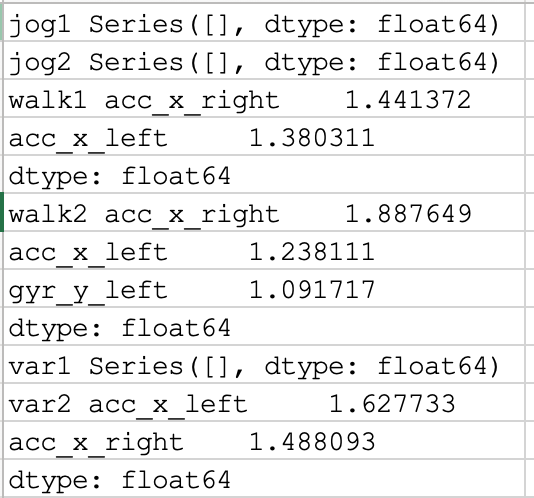 jog1 Series([], dtype: float64)
jog2 Series([], dtype: float64)
walk1 acc_x_right    1.441372
acc_x_left     1.380311
dtype: float64
walk2 acc_x_right    1.887649
acc_x_left     1.238111
gyr_y_left     1.091717
dtype: float64
var1 Series([], dtype: float64)
var2 acc_x_left     1.627733
acc_x_right    1.488093
dtype: float64